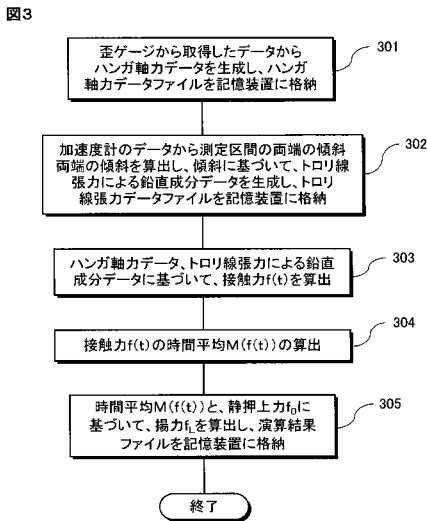 図3
歪ゲージから取得したデータから
ハンガ軸力データを生成し、ハンガ
軸力データファイルを記憶装置に格納
301
加速度計のデータから測定区間の両端の傾斜
両端の傾斜を算出し、傾斜に基づいて、トロリ線
張力による鉛直成分データを生成し、トロリ
線張力データファイルを記憶装置に格納
302
ハンガ軸力データ、トロリ線張力による鉛直
成分データに基づいて、接触力f(t)を算出
303
接触力f(t)の時間平均M(f(t))の算出
304
時間平均M(f(t))と、静押上力f0に
基づいて、揚力fLを算出し、演算結果
ファイルを記憶装置に格納
305
終了